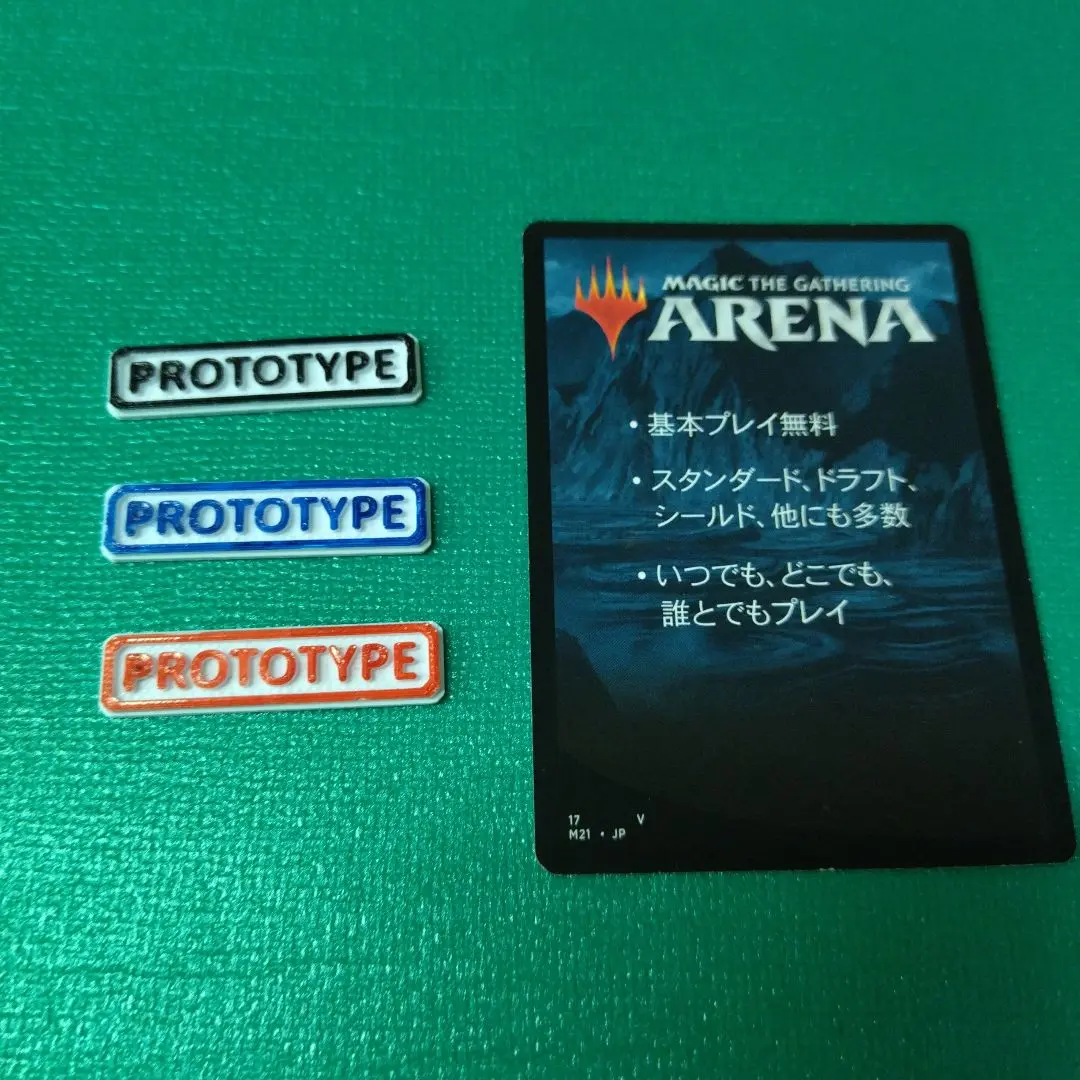 PROTOTYPE
PROTOTYPE
PROTOTYPE
MAGIC THE GATHERING
ARENA
• 基本プレイ無料
• スタンダード、ドラフト、
シールド、他にも多数
• いつでも、どこでも、
誰とでもプレイ
17 V
M21 • JP